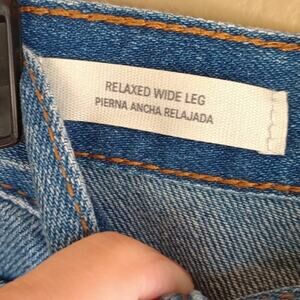 RELAXED WIDE LEG
PIERNA ANCHA RELAJADA